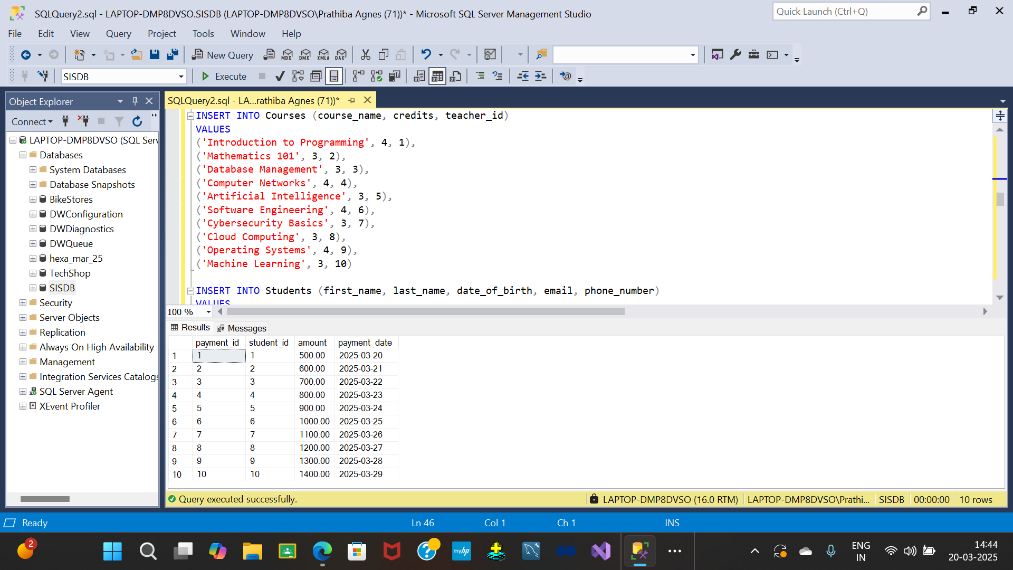 SQLQuery2.sql - LAPTOP-DMP8DVSO.SISDB (LAPTOP-DMP8DVSO\Prathiba Agnes (71))* - Microsoft SQL Server Management Studio
Quick Launch (Ctrl+Q)
File Edit View Query Project Tools Window Help
New Query
SISDB
Execute
Object Explorer
SQLQuery2.sql - LA...rathiba Agnes (71))*
Connect
LAPTOP-DMP8DVSO (SQL Serv
Databases
System Databases
Database Snapshots
BikeStores
DWConfiguration
DWDiagnostics
DWQueue
hexa_mar_25
TechShop
SISDB
Security
Server Objects
Replication
Always On High Availability
Management
Integration Services Catalogs
SQL Server Agent
XEvent Profiler
INSERT INTO Courses (course_name, credits, teacher_id)
VALUES
('Introduction to Programming', 4, 1),
('Mathematics 101', 3, 2),
('Database Management', 3, 3),
('Computer Networks', 4, 4),
('Artificial Intelligence', 3, 5),
('Software Engineering', 4, 6),
('Cybersecurity Basics', 3, 7),
('Cloud Computing', 3, 8),
('Operating Systems', 4, 9),
('Machine Learning', 3, 10)
INSERT INTO Students (first_name, last_name, date_of_birth, email, phone_number)
VALUES
100 %
Results Messages
payment_id student_id amount payment_date
1 1 1 500.00 2025-03-20
2 2 2 600.00 2025-03-21
3 3 3 700.00 2025-03-22
4 4 4 800.00 2025-03-23
5 5 5 900.00 2025-03-24
6 6 6 1000.00 2025-03-25
7 7 7 1100.00 2025-03-26
8 8 8 1200.00 2025-03-27
9 9 9 1300.00 2025-03-28
10 10 10 1400.00 2025-03-29
Query executed successfully.
LAPTOP-DMP8DVSO (16.0 RTM) LAPTOP-DMP8DVSO\Prathi... SISDB 00:00:00 10 rows
Ready Ln 46 Col 1 Ch 1 INS
2
myhp
ENG
IN
14:44
20-03-2025